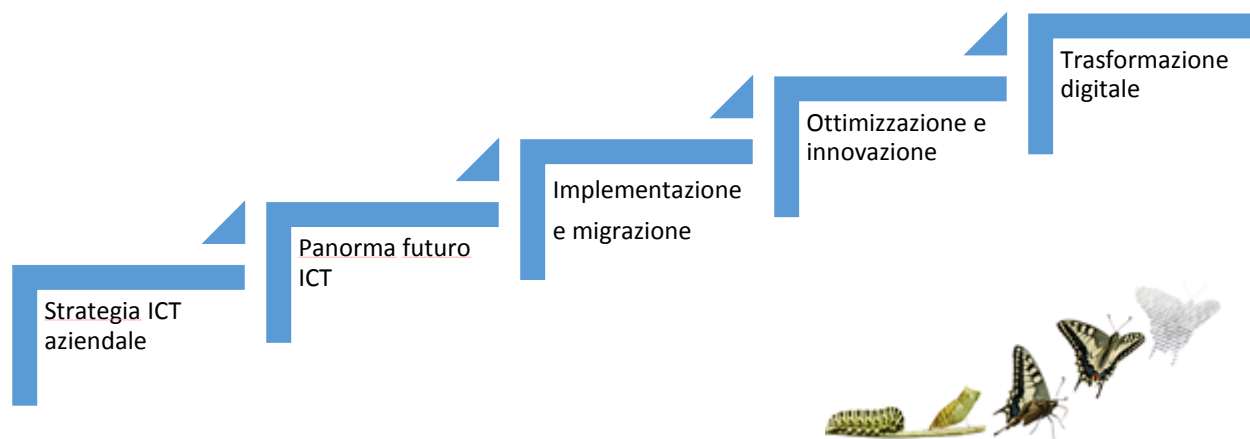 Strategia ICT
aziendale
Panorma futuro
ICT
Implementazione
e migrazione
Ottimizzazione e
innovazione
Trasformazione
digitale